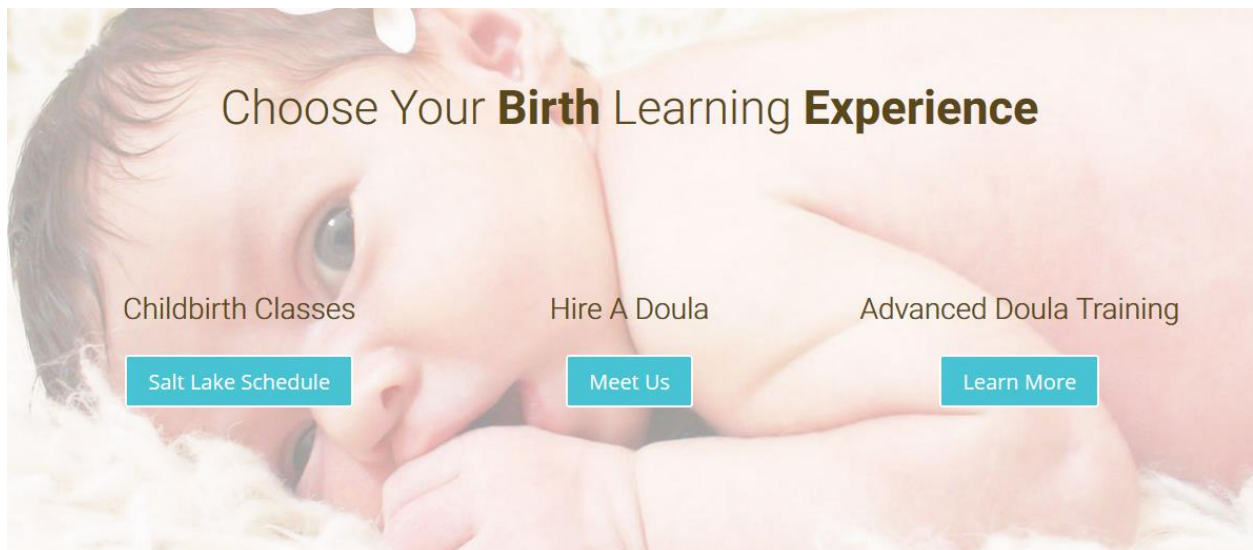 Choose Your Birth Learning Experience
Childbirth Classes
Hire A Doula
Advanced Doula Training
Salt Lake Schedule
Meet Us
Learn More